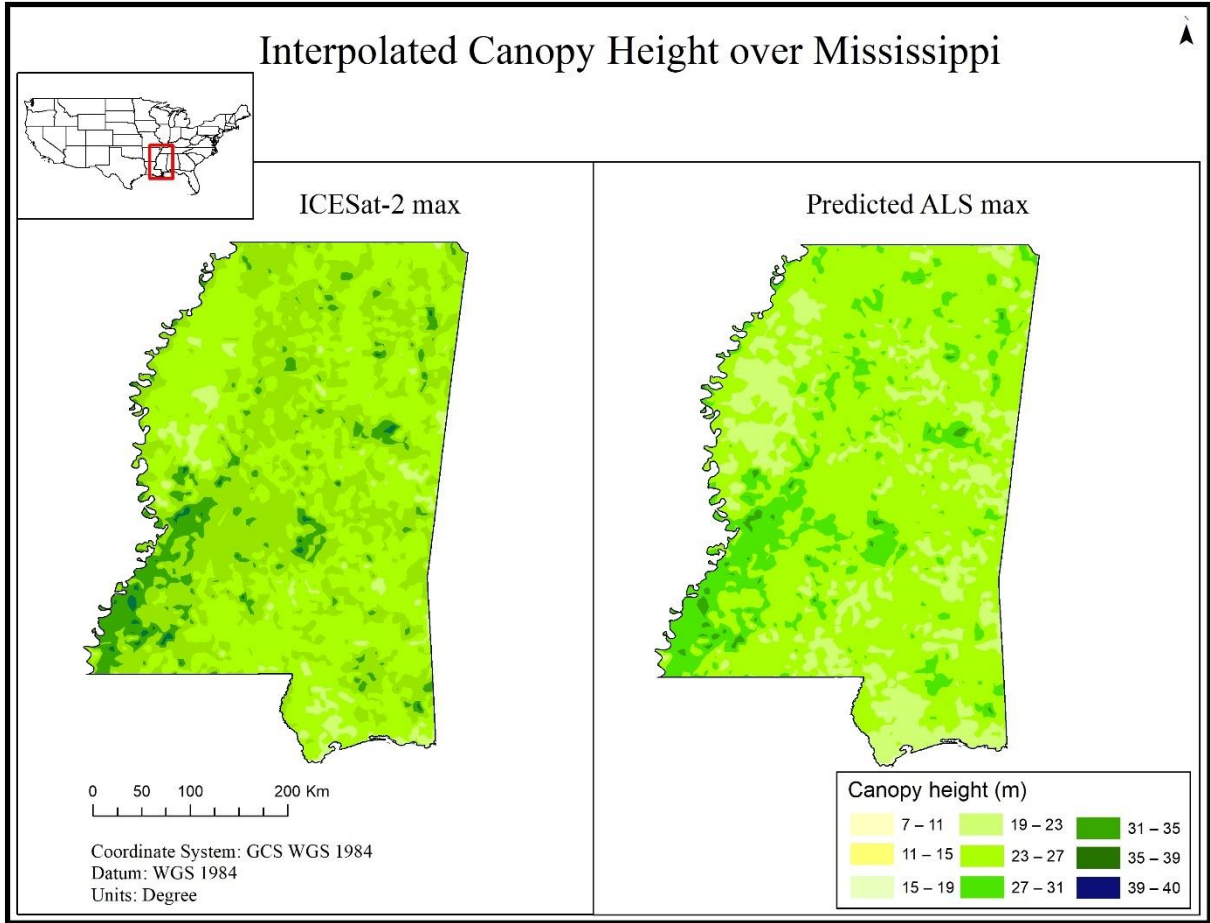 Interpolated Canopy Height over Mississippi
ICESat-2 max
Predicted ALS max
0 50 100 200 Km
Coordinate System: GCS WGS 1984
Datum: WGS 1984
Units: Degree
Canopy height (m)
7 – 11 19 – 23 31 – 35
11 – 15 23 – 27 35 – 39
15 – 19 27 – 31 39 – 40